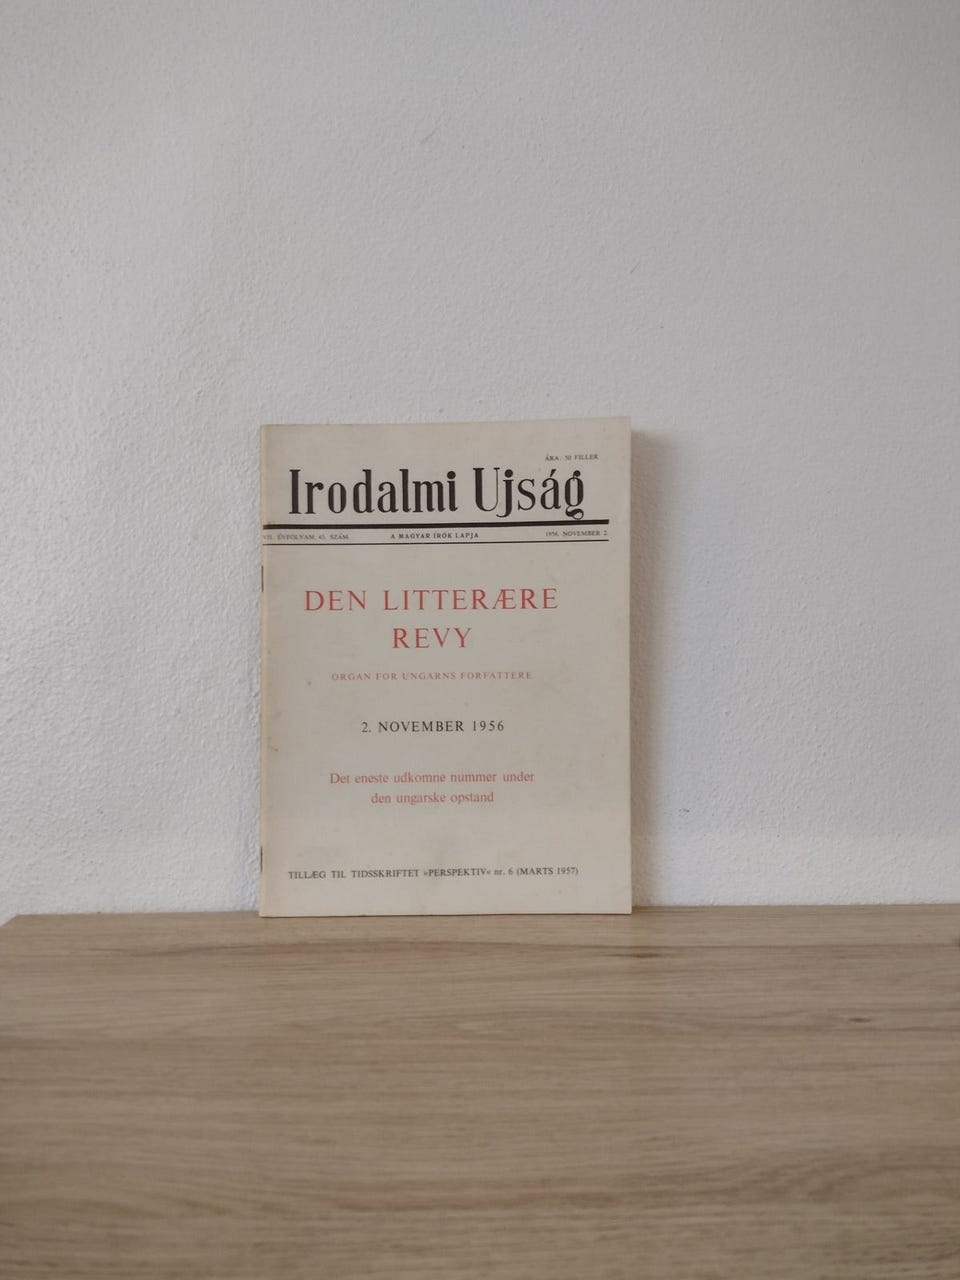 ÁRA: 50 FILLER
Irodalmi Ujság
VII. ÉVFOLYAM, 43. SZÁM
A MAGYAR ÍRÓK LAPJA
1956. NOVEMBER 2.
DEN LITTERÆRE
REVY
ORGAN FOR UNGARNS FORFATTERE
2. NOVEMBER 1956
Det eneste udkomne nummer under
den ungarske opstand
TILLÆG TIL TIDSSKRIFTET »PERSPEKTIV« nr. 6 (MARTS 1957)